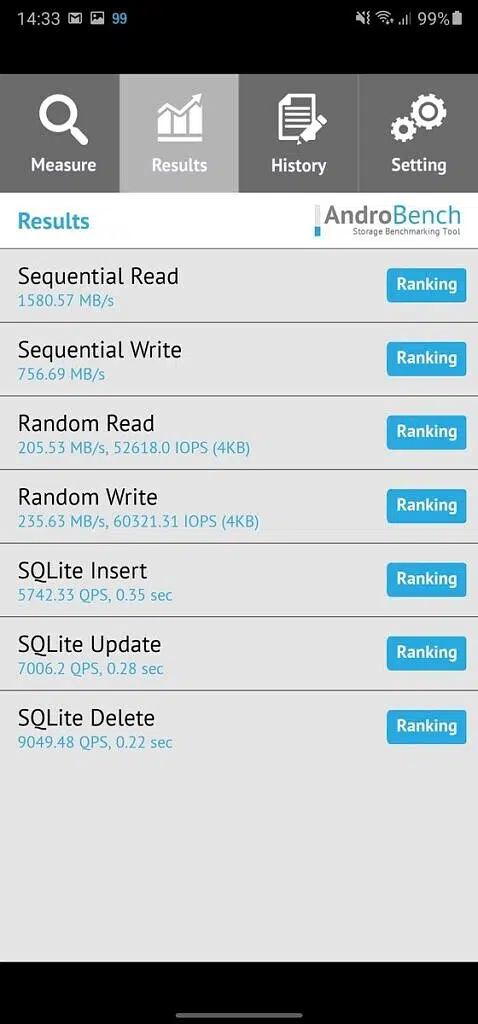 14:33 99 99%
Measure Results History Setting
Results AndroBench
Storage Benchmarking Tool
Sequential Read
1580.57 MB/s
Ranking
Sequential Write
756.69 MB/s
Ranking
Random Read
205.53 MB/s, 52618.0 IOPS (4KB)
Ranking
Random Write
235.63 MB/s, 60321.31 IOPS (4KB)
Ranking
SQLite Insert
5742.33 QPS, 0.35 sec
Ranking
SQLite Update
7006.2 QPS, 0.28 sec
Ranking
SQLite Delete
9049.48 QPS, 0.22 sec
Ranking